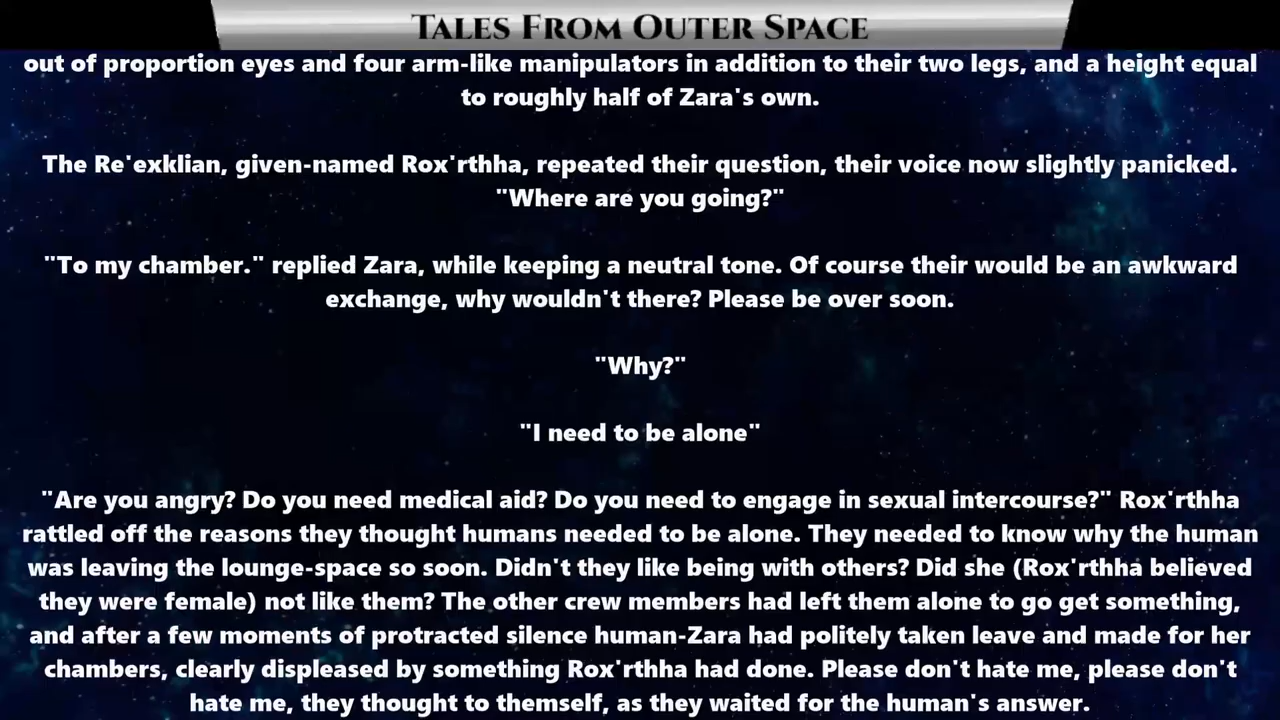 Tales From Outer Space
out of proportion eyes and four arm-like manipulators in addition to their two legs, and a height equal
to roughly half of Zara's own.
The Re'exklian, given-named Rox'rthha, repeated their question, their voice now slightly panicked.
"Where are you going?"
"To my chamber." replied Zara, while keeping a neutral tone. Of course their would be an awkward
exchange, why wouldn't there? Please be over soon.
"Why?"
"I need to be alone"
"Are you angry? Do you need medical aid? Do you need to engage in sexual intercourse?" Rox'rthha
rattled off the reasons they thought humans needed to be alone. They needed to know why the human
was leaving the lounge-space so soon. Didn't they like being with others? Did she (Rox'rthha believed
they were female) not like them? The other crew members had left them alone to go get something,
and after a few moments of protracted silence human-Zara had politely taken leave and made for her
chambers, clearly displeased by something Rox'rthha had done. Please don't hate me, please don't
hate me, they thought to themself, as they waited for the human's answer.